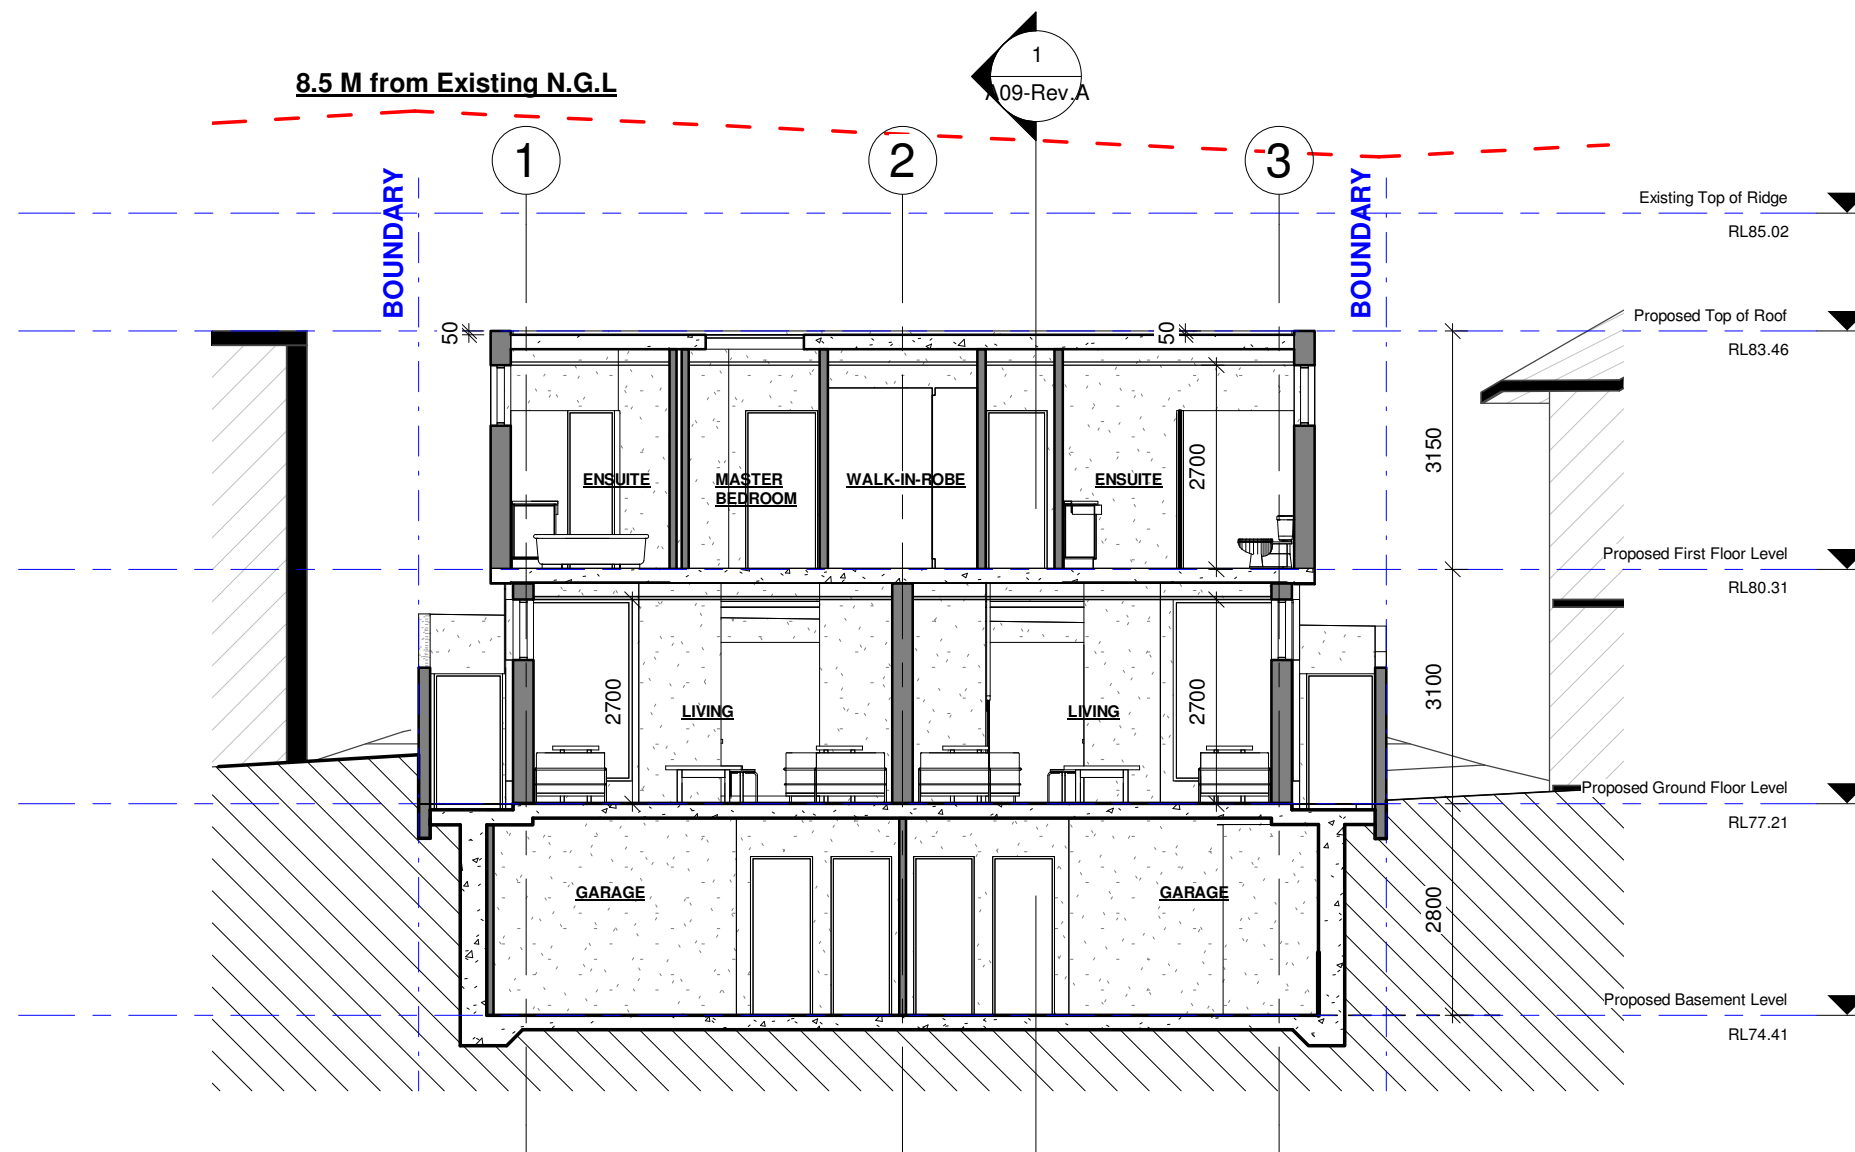 1
A09-Rev.A
8.5 M from Existing N.G.L
1
2
3
BOUNDARY
BOUNDARY
Existing Top of Ridge
RL85.02
Proposed Top of Roof
RL83.46
50
50
3150
2700
ENSUITE
MASTER
BEDROOM
WALK-IN-ROBE
ENSUITE
Proposed First Floor Level
RL80.31
3100
2700
2700
LIVING
LIVING
Proposed Ground Floor Level
RL77.21
GARAGE
GARAGE
2800
Proposed Basement Level
RL74.41